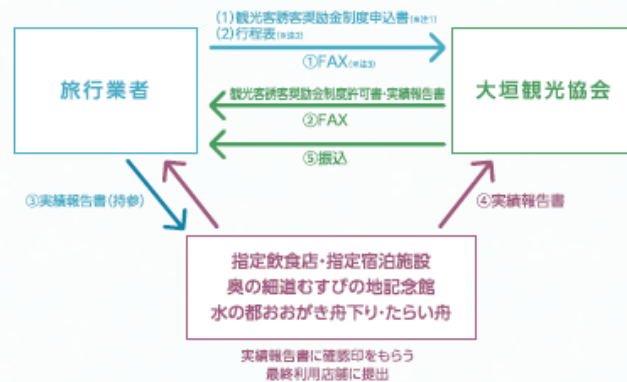 (1)観光客誘客奨励金制度申込書(※注1)
(2)行程表(※注2)
①FAX(※注3)
旅行業者
観光客誘客奨励金制度許可書・実績報告書
②FAX
⑤振込
大垣観光協会
③実績報告書(持参)
④実績報告書
指定飲食店・指定宿泊施設
奥の細道むすびの地記念館
水の都おおがき舟下り・たらい舟
実績報告書に確認印をもらう
最終利用店舗に提出